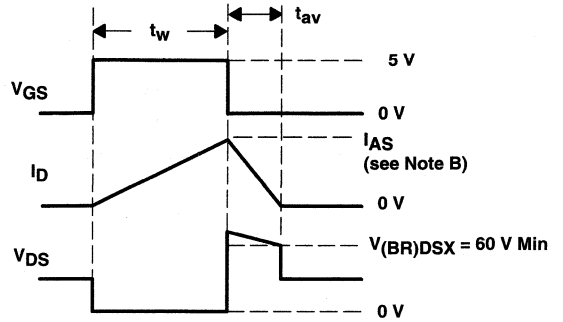 tw
tav
VGS
5 V
0 V
ID
IAS
(see Note B)
0 V
VDS
V(BR)DSX = 60 V Min
0 V